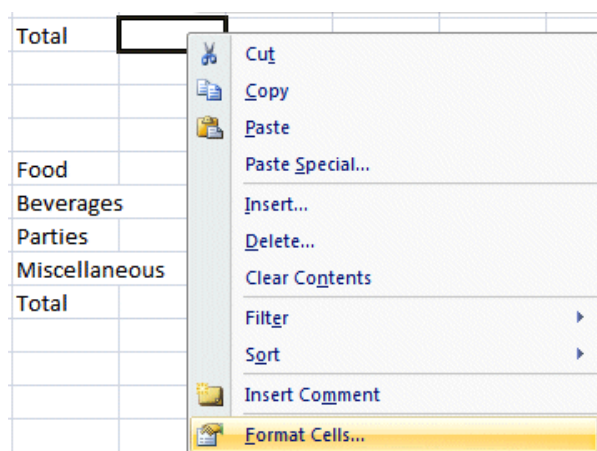 Total
Cut
Copy
Paste
Paste Special...
Food
Beverages
Insert...
Parties
Delete...
Miscellaneous
Clear Contents
Total
Filter
Sort
Insert Comment
Format Cells...